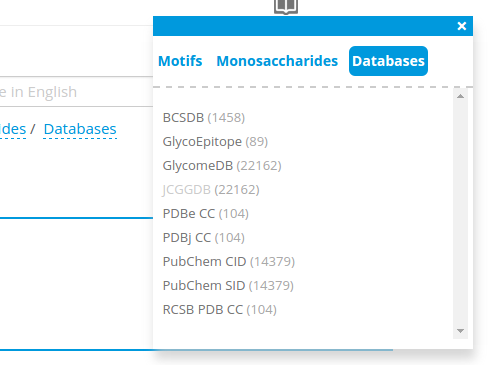 ×
Motifs Monosaccharides Databases
e in English
ides / Databases
BCSDB (1458)
GlycoEpitope (89)
GlycomeDB (22162)
JCGGDB (22162)
PDBe CC (104)
PDBj CC (104)
PubChem CID (14379)
PubChem SID (14379)
RCSB PDB CC (104)